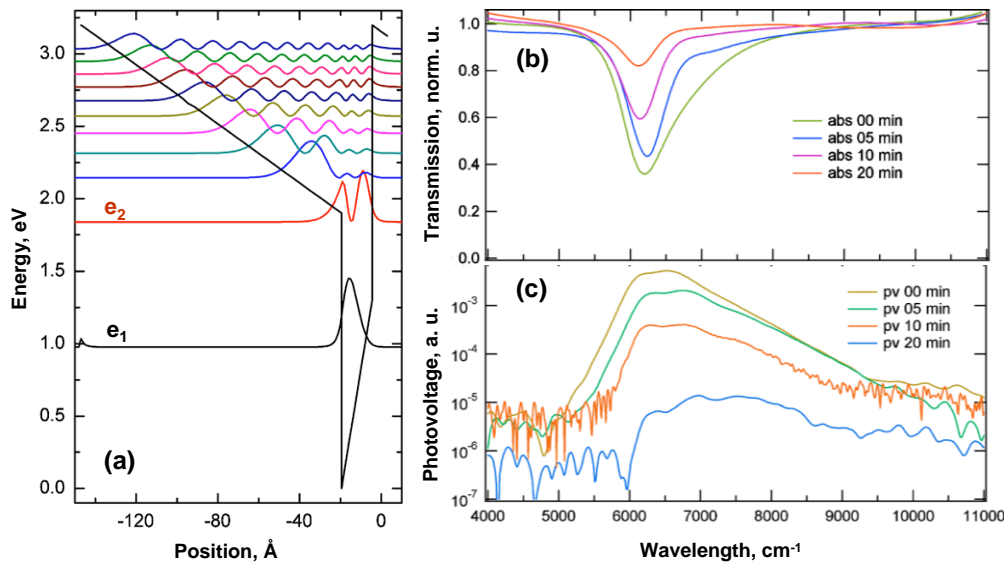 (a)
Energy, eV
3.0
2.5
2.0
1.5
1.0
0.5
0.0
e2
e1
-120
-80
-40
0
Position, Å
(b)
Transmission, norm. u.
1.0
0.8
0.6
0.4
0.2
0.0
abs 00 min
abs 05 min
abs 10 min
abs 20 min
(c)
Photovoltage, a. u.
10-3
10-4
10-5
10-6
10-7
pv 00 min
pv 05 min
pv 10 min
pv 20 min
4000
5000
6000
7000
8000
9000
10000
11000
Wavelength, cm-1